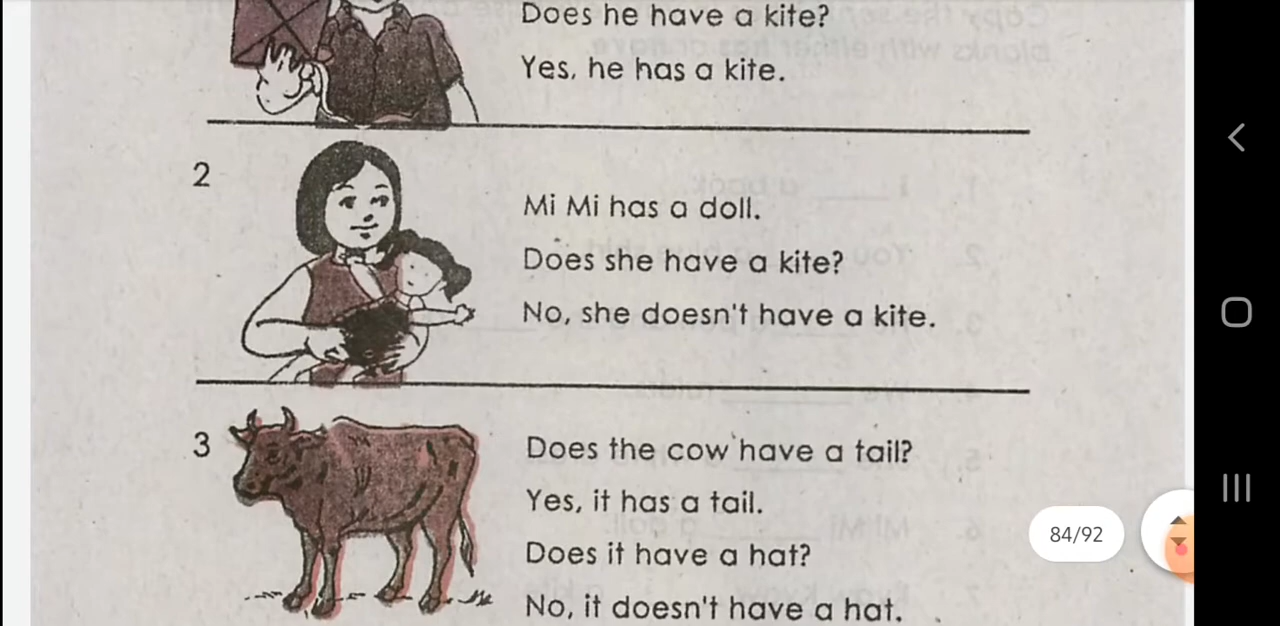 Does he have a kite?
Yes, he has a kite.
2
Mi Mi has a doll.
Does she have a kite?
No, she doesn't have a kite.
3
Does the cow have a tail?
Yes, it has a tail.
Does it have a hat?
No, it doesn't have a hat.
84/92